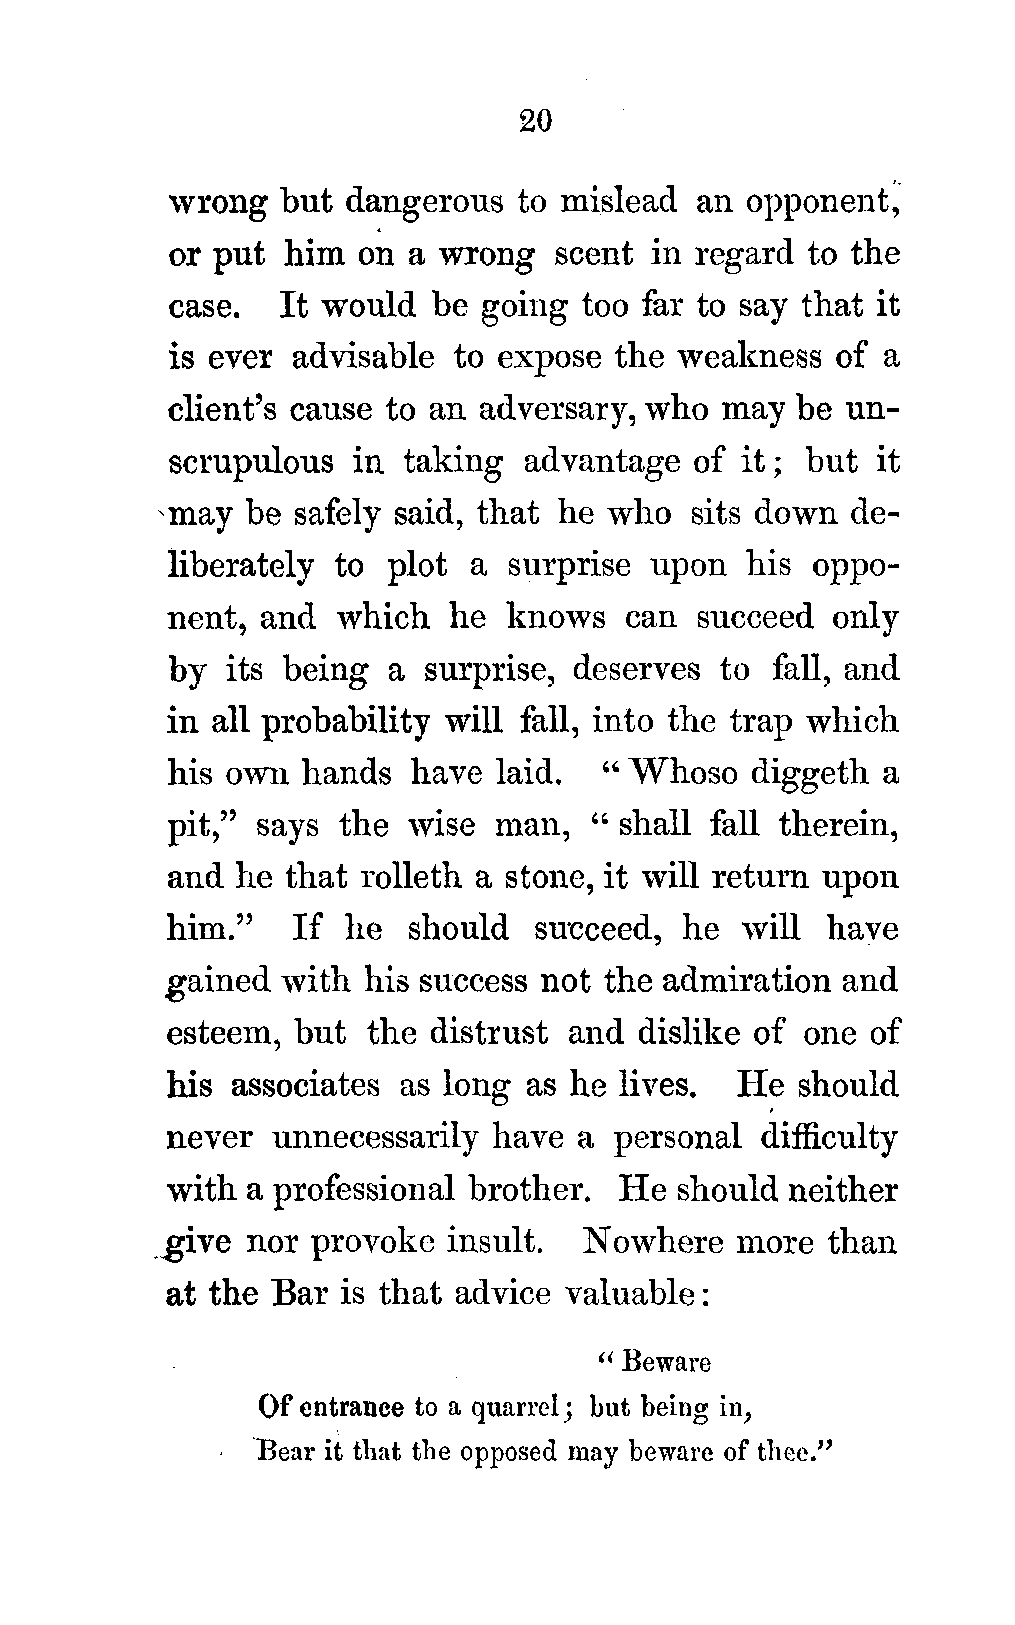 20
wrong but dangerous to mislead an opponent,
or put him on a wrong scent in regard to the
case. It would be going too far to say that it
is ever advisable to expose the weakness of a
client's cause to an adversary, who may be un-
scrupulous in taking advantage of it; but it
may be safely said, that he who sits down de-
liberately to plot a surprise upon his oppo-
nent, and which he knows can succeed only
by its being a surprise, deserves to fall, and
in all probability will fall, into the trap which
his own hands have laid. "Whoso diggeth a
pit," says the wise man, "shall fall therein,
and he that rolleth a stone, it will return upon
him." If he should succeed, he will have
gained with his success not the admiration and
esteem, but the distrust and dislike of one of
his associates as long as he lives. He should
never unnecessarily have a personal difficulty
with a professional brother. He should neither
give nor provoke insult. Nowhere more than
at the Bar is that advice valuable:
"Beware
Of entrance to a quarrel; but being in,
Bear it that the opposed may beware of thee."